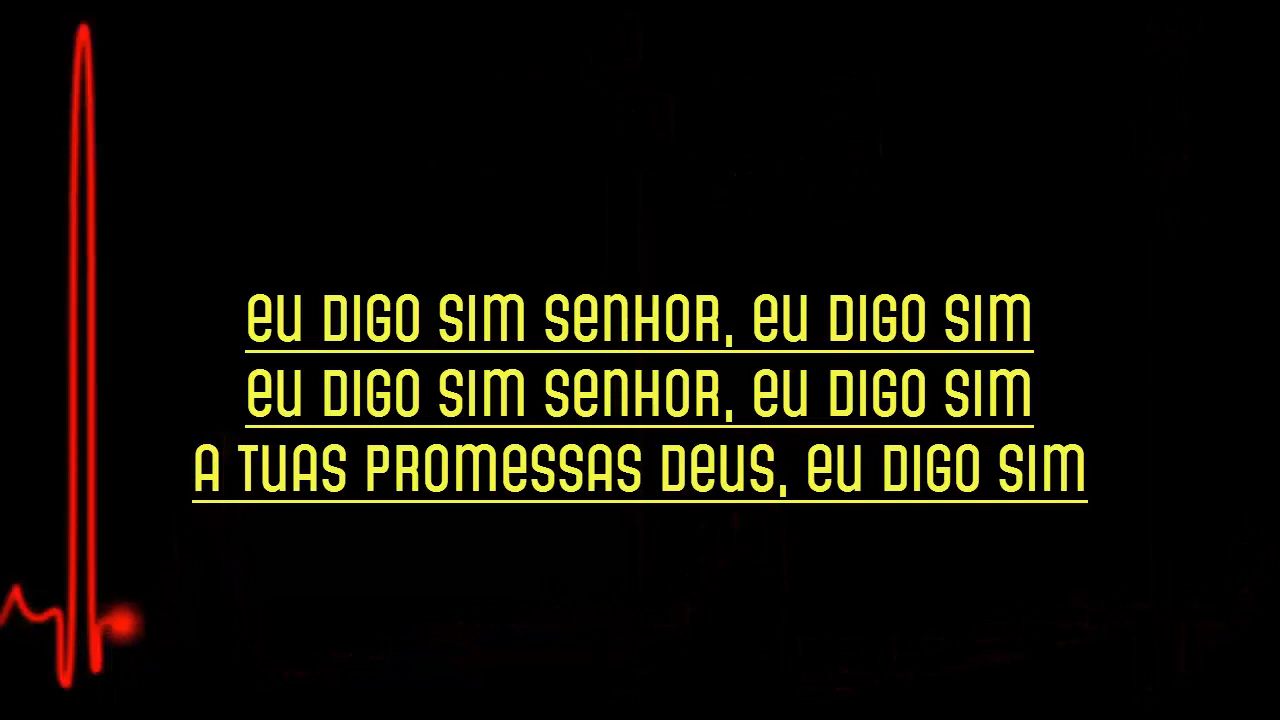 EU DIGO SIM SENHOR, EU DIGO SIM
EU DIGO SIM SENHOR, EU DIGO SIM
A TUAS PROMESSAS DEUS, EU DIGO SIM